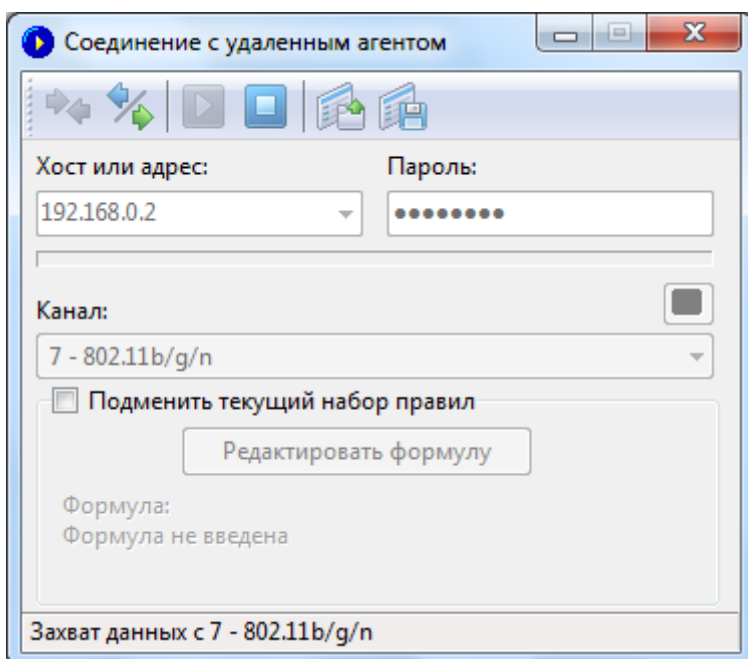 Соединение с удаленным агентом
Хост или адрес: Пароль:
192.168.0.2 ●●●●●●●●
Канал:
7 - 802.11b/g/n
Подменить текущий набор правил
Редактировать формулу
Формула:
Формула не введена
Захват данных с 7 - 802.11b/g/n